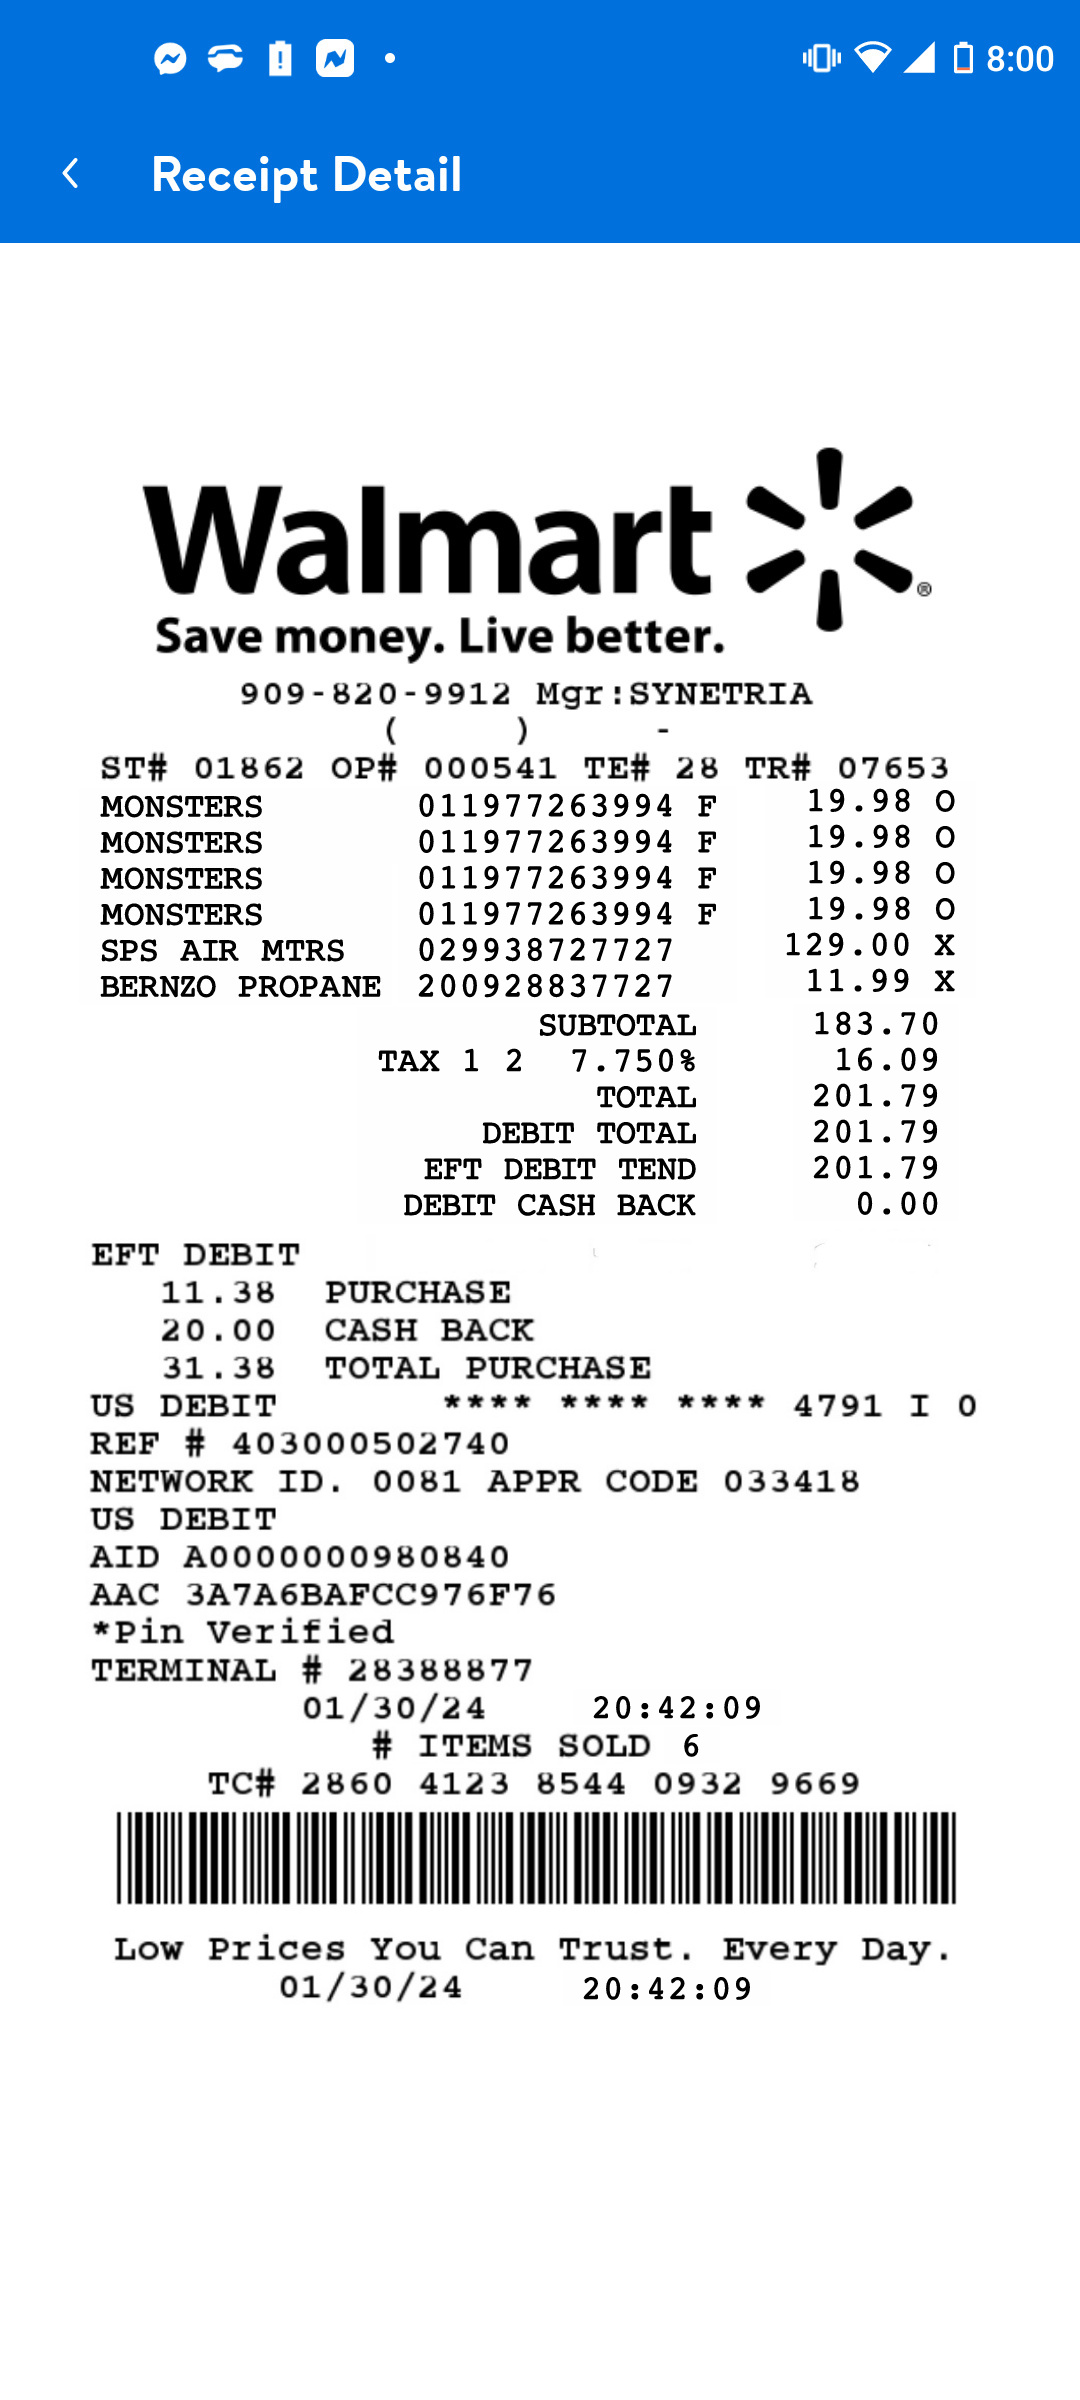 8:00
Receipt Detail
Walmart ®
Save money. Live better.
909-820-9912 Mgr:SYNETRIA
( ) -
ST# 01862 OP# 000541 TE# 28 TR# 07653
MONSTERS 011977263994 F 19.98 O
MONSTERS 011977263994 F 19.98 O
MONSTERS 011977263994 F 19.98 O
MONSTERS 011977263994 F 19.98 O
SPS AIR MTRS 029938727727 129.00 X
BERNZO PROPANE 200928837727 11.99 X
SUBTOTAL 183.70
TAX 1 2 7.750% 16.09
TOTAL 201.79
DEBIT TOTAL 201.79
EFT DEBIT TEND 201.79
DEBIT CASH BACK 0.00
EFT DEBIT
11.38 PURCHASE
20.00 CASH BACK
31.38 TOTAL PURCHASE
US DEBIT **** **** **** 4791 I 0
REF # 403000502740
NETWORK ID. 0081 APPR CODE 033418
US DEBIT
AID A0000000980840
AAC 3A7A6BAFCC976F76
*Pin Verified
TERMINAL # 28388877
01/30/24 20:42:09
# ITEMS SOLD 6
TC# 2860 4123 8544 0932 9669
Low Prices You Can Trust. Every Day.
01/30/24 20:42:09